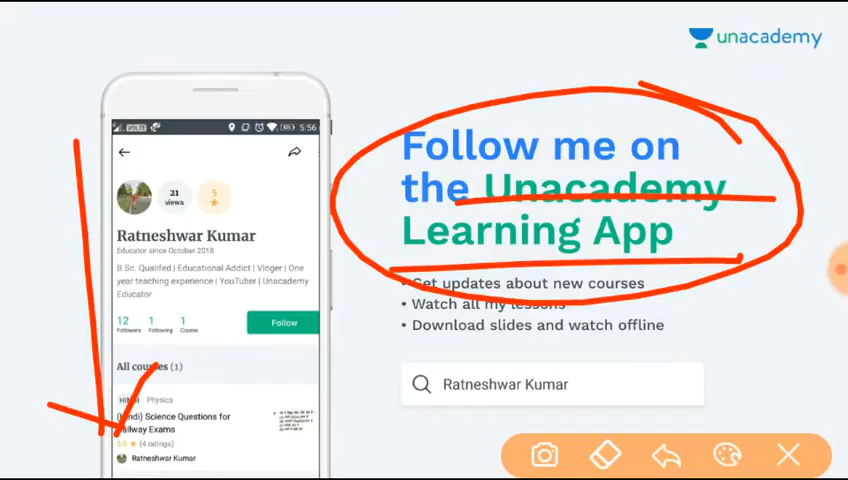 unacademy
VOLTE
5:56
21
views
5
Ratneshwar Kumar
Educator since October 2018
B.Sc. Qualifed | Educational Addict | Vloger | One
year teaching experience | YouTuber | Unacademy
Educator
12 1 1
Followers Following Course
Follow
All courses (1)
HINDI Physics
(Hindi) Science Questions for
Railway Exams
5.0 ★ (4 ratings)
Ratneshwar Kumar
Follow me on
the Unacademy
Learning App
• Get updates about new courses
• Watch all my lessons
• Download slides and watch offline
Ratneshwar Kumar